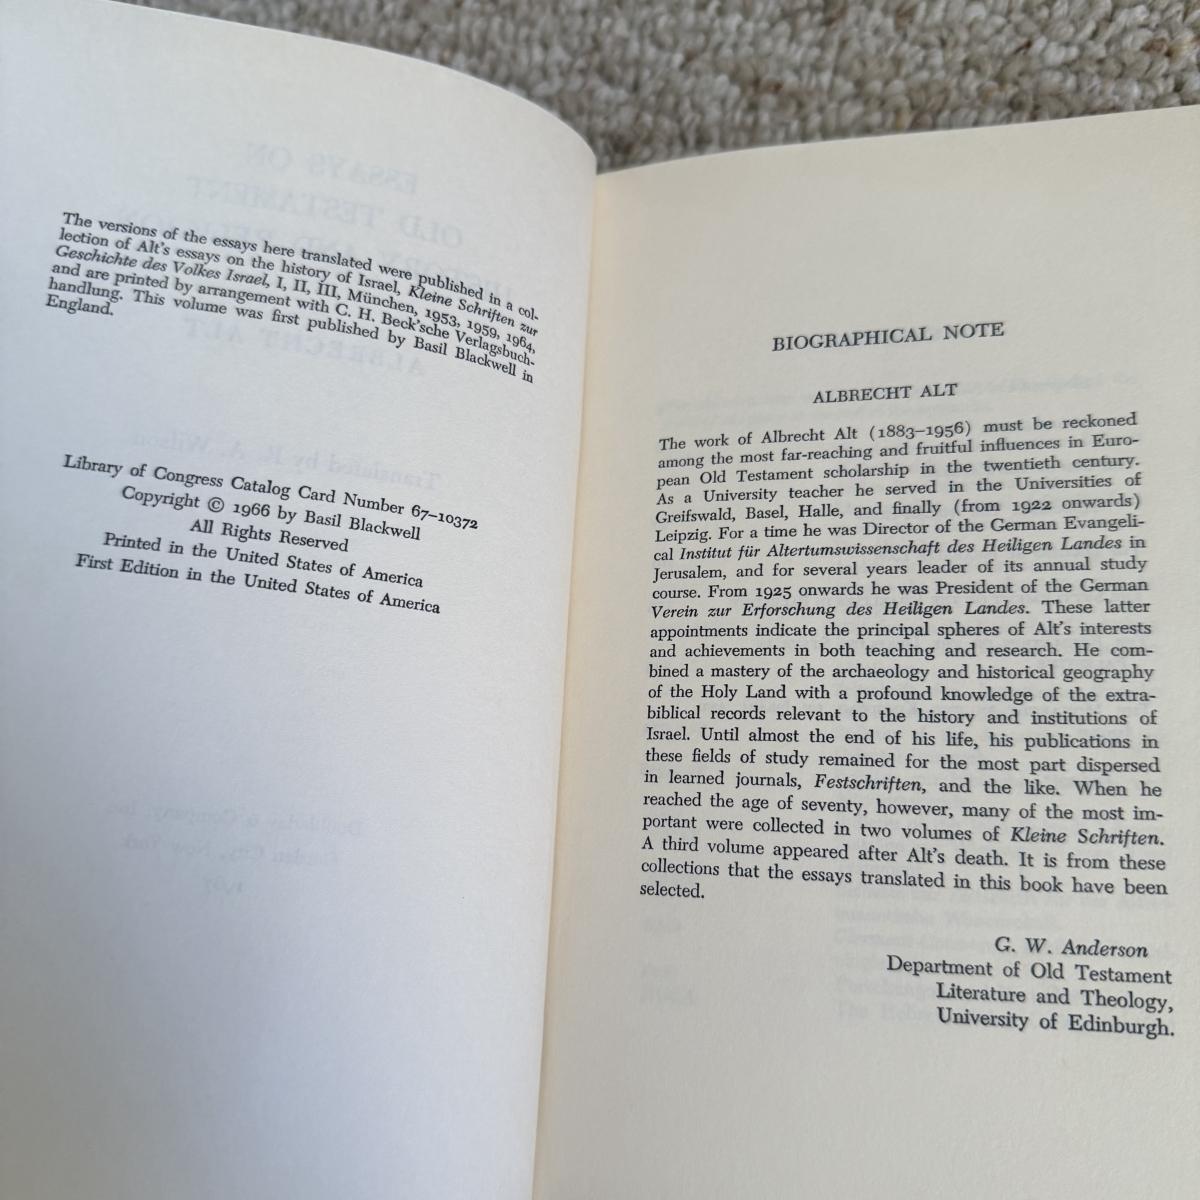 The versions of the essays here translated were published in a col-
lection of Alt's essays on the history of Israel, Kleine Schriften zur
Geschichte des Volkes Israel, I, II, III, München, 1953, 1959, 1964,
and are printed by arrangement with C. H. Beck'sche Verlagsbuch-
handlung. This volume was first published by Basil Blackwell in
England.
Library of Congress Catalog Card Number 67-10372
Copyright © 1966 by Basil Blackwell
All Rights Reserved
Printed in the United States of America
First Edition in the United States of America
BIOGRAPHICAL NOTE
ALBRECHT ALT
The work of Albrecht Alt (1883–1956) must be reckoned
among the most far-reaching and fruitful influences in Euro-
pean Old Testament scholarship in the twentieth century.
As a University teacher he served in the Universities of
Greifswald, Basel, Halle, and finally (from 1922 onwards)
Leipzig. For a time he was Director of the German Evangeli-
cal Institut für Altertumswissenschaft des Heiligen Landes in
Jerusalem, and for several years leader of its annual study
course. From 1925 onwards he was President of the German
Verein zur Erforschung des Heiligen Landes. These latter
appointments indicate the principal spheres of Alt's interests
and achievements in both teaching and research. He com-
bined a mastery of the archaeology and historical geography
of the Holy Land with a profound knowledge of the extra-
biblical records relevant to the history and institutions of
Israel. Until almost the end of his life, his publications in
these fields of study remained for the most part dispersed
in learned journals, Festschriften, and the like. When he
reached the age of seventy, however, many of the most im-
portant were collected in two volumes of Kleine Schriften.
A third volume appeared after Alt's death. It is from these
collections that the essays translated in this book have been
selected.
G. W. Anderson
Department of Old Testament
Literature and Theology,
University of Edinburgh.